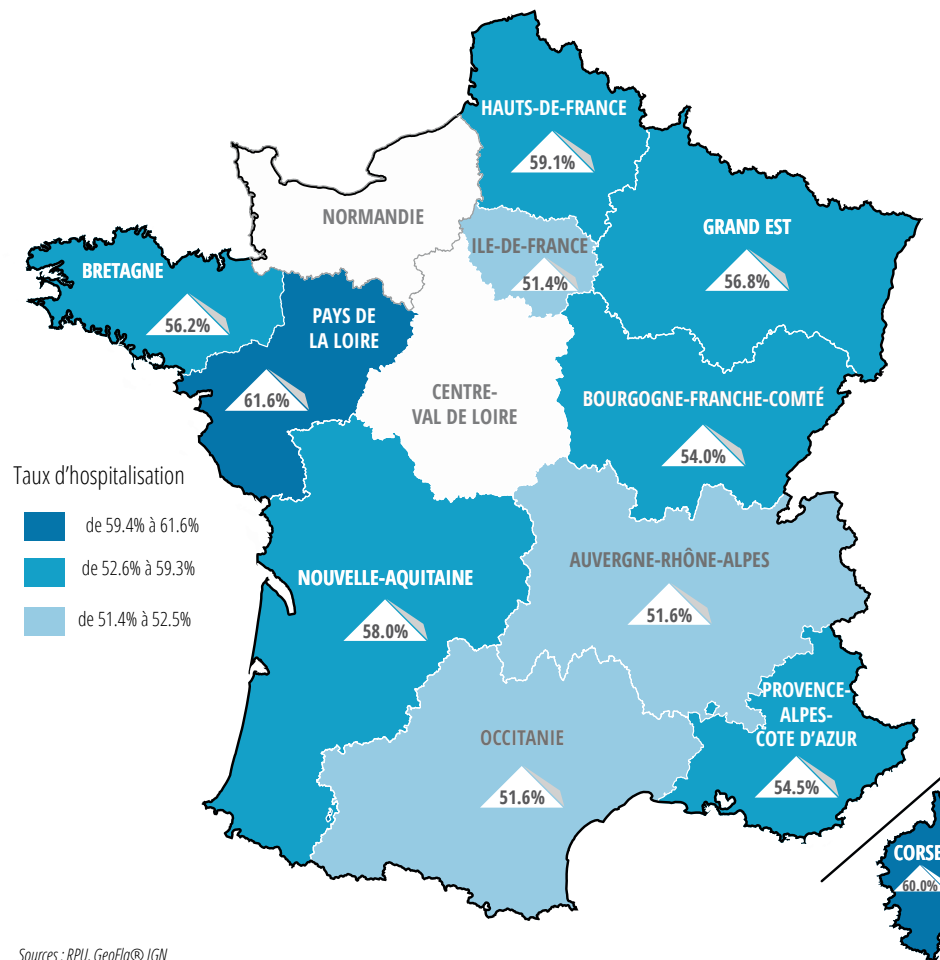 HAUTS-DE-FRANCE
59.1%
NORMANDIE
ILE-DE-FRANCE
51.4%
GRAND EST
56.8%
BRETAGNE
56.2%
PAYS DE
LA LOIRE
61.6%
CENTRE-
VAL DE LOIRE
BOURGOGNE-FRANCHE-COMTÉ
54.0%
Taux d'hospitalisation
de 59.4% à 61.6%
de 52.6% à 59.3%
de 51.4% à 52.5%
NOUVELLE-AQUITAINE
58.0%
AUVERGNE-RHÔNE-ALPES
51.6%
OCCITANIE
51.6%
PROVENCE-
ALPES-
COTE D'AZUR
54.5%
CORSE
60.0%
Sources : RPU, GeoFla® IGN